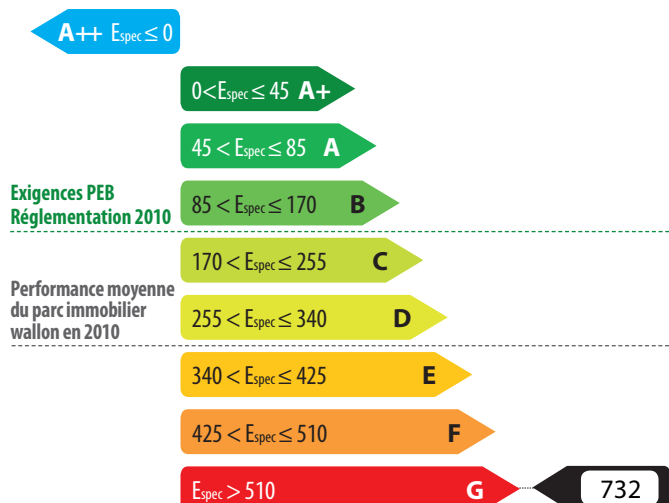 A++ Espec ≤ 0
0<Espec ≤ 45 A+
45 < Espec ≤ 85 A
Exigences PEB
Réglementation 2010
85 < Espec ≤ 170 B
170 < Espec ≤ 255 C
Performance moyenne
du parc immobilier
wallon en 2010
255 < Espec ≤ 340 D
340 < Espec ≤ 425 E
425 < Espec ≤ 510 F
Espec > 510 G
732